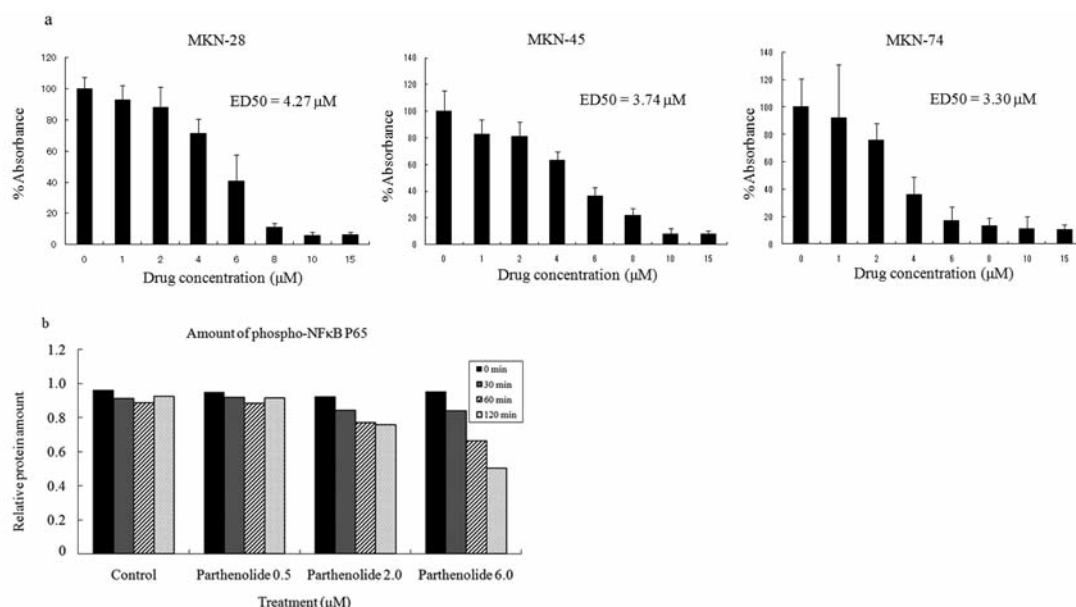 a
MKN-28
120
100
80
60
40
20
0
% Absorbance
ED50 = 4.27 μM
0 1 2 4 6 8 10 15
Drug concentration (μM)
MKN-45
140
120
100
80
60
40
20
0
% Absorbance
ED50 = 3.74 μM
0 1 2 4 6 8 10 15
Drug concentration (μM)
MKN-74
140
120
100
80
60
40
20
0
% Absorbance
ED50 = 3.30 μM
0 1 2 4 6 8 10 15
Drug concentration (μM)
b
Amount of phospho-NFκB P65
1.2
1.0
0.8
0.6
0.4
0.2
0
Relative protein amount
0 min
30 min
60 min
120 min
Control Parthenolide 0.5 Parthenolide 2.0 Parthenolide 6.0
Treatment (μM)